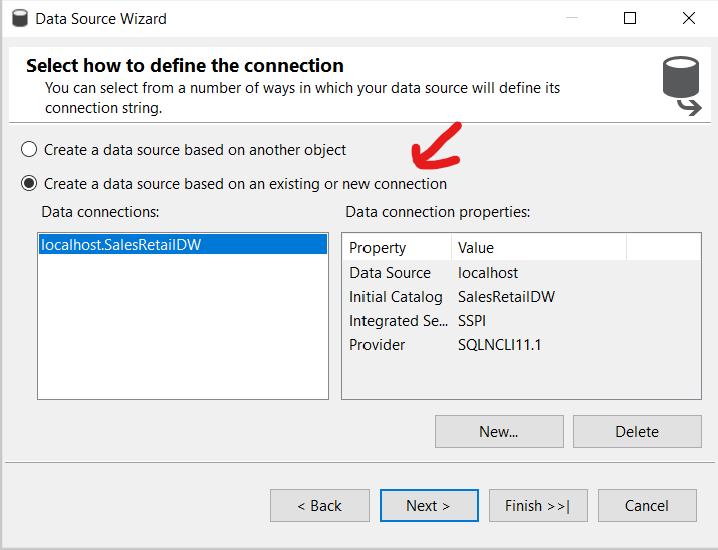 Data Source Wizard
Select how to define the connection
You can select from a number of ways in which your data source will define its
connection string.
Create a data source based on another object
Create a data source based on an existing or new connection
Data connections:
Data connection properties:
localhost.SalesRetailDW
Property Value
Data Source localhost
Initial Catalog SalesRetailDW
Integrated Se... SSPI
Provider SQLNCLI11.1
New... Delete
< Back Next > Finish >>| Cancel